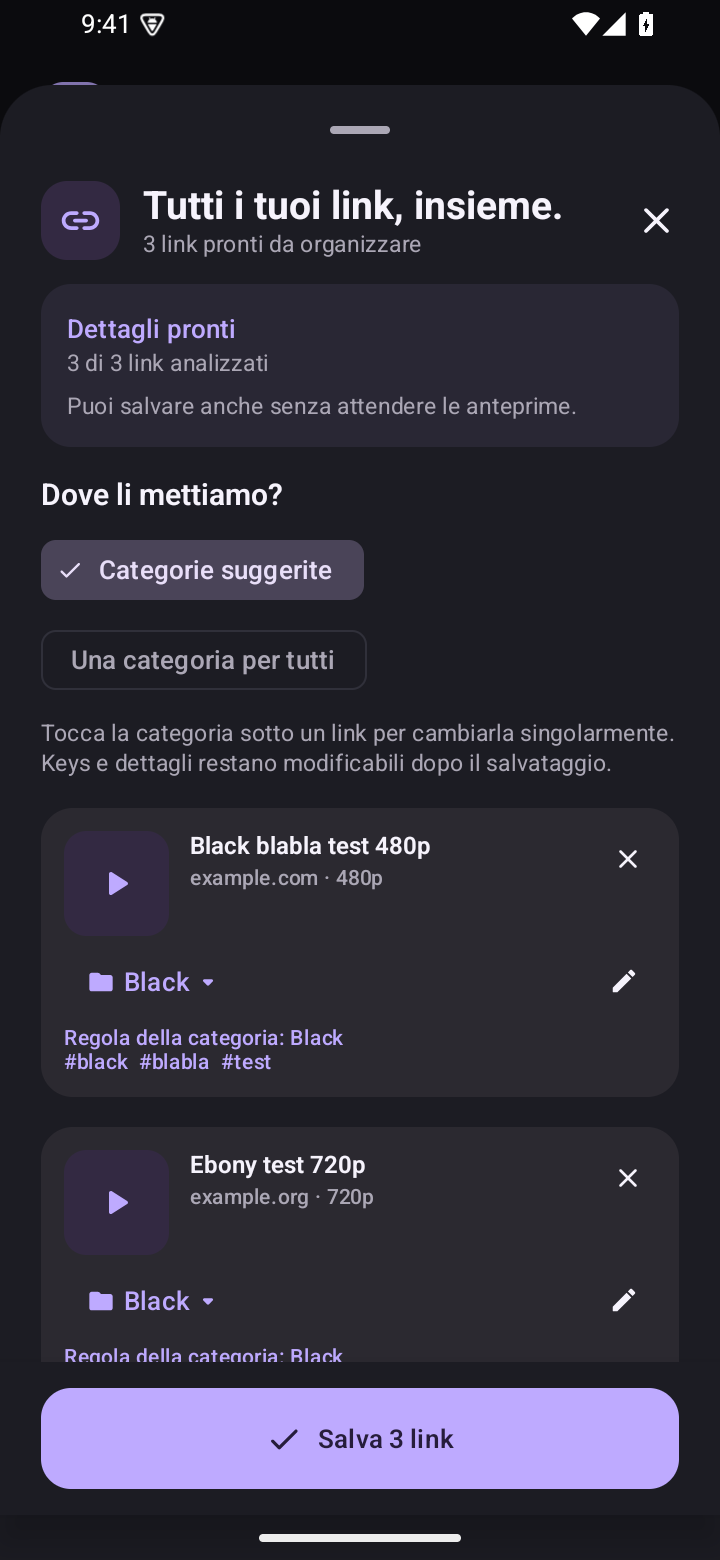 9:41
Tutti i tuoi link, insieme.
3 link pronti da organizzare
Dettagli pronti
3 di 3 link analizzati
Puoi salvare anche senza attendere le anteprime.
Dove li mettiamo?
Categorie suggerite
Una categoria per tutti
Tocca la categoria sotto un link per cambiarla singolarmente.
Keys e dettagli restano modificabili dopo il salvataggio.
Black blabla test 480p
example.com · 480p
Black
Regola della categoria: Black
#black #blabla #test
Ebony test 720p
example.org · 720p
Black
Regola della categoria: Black
Salva 3 link